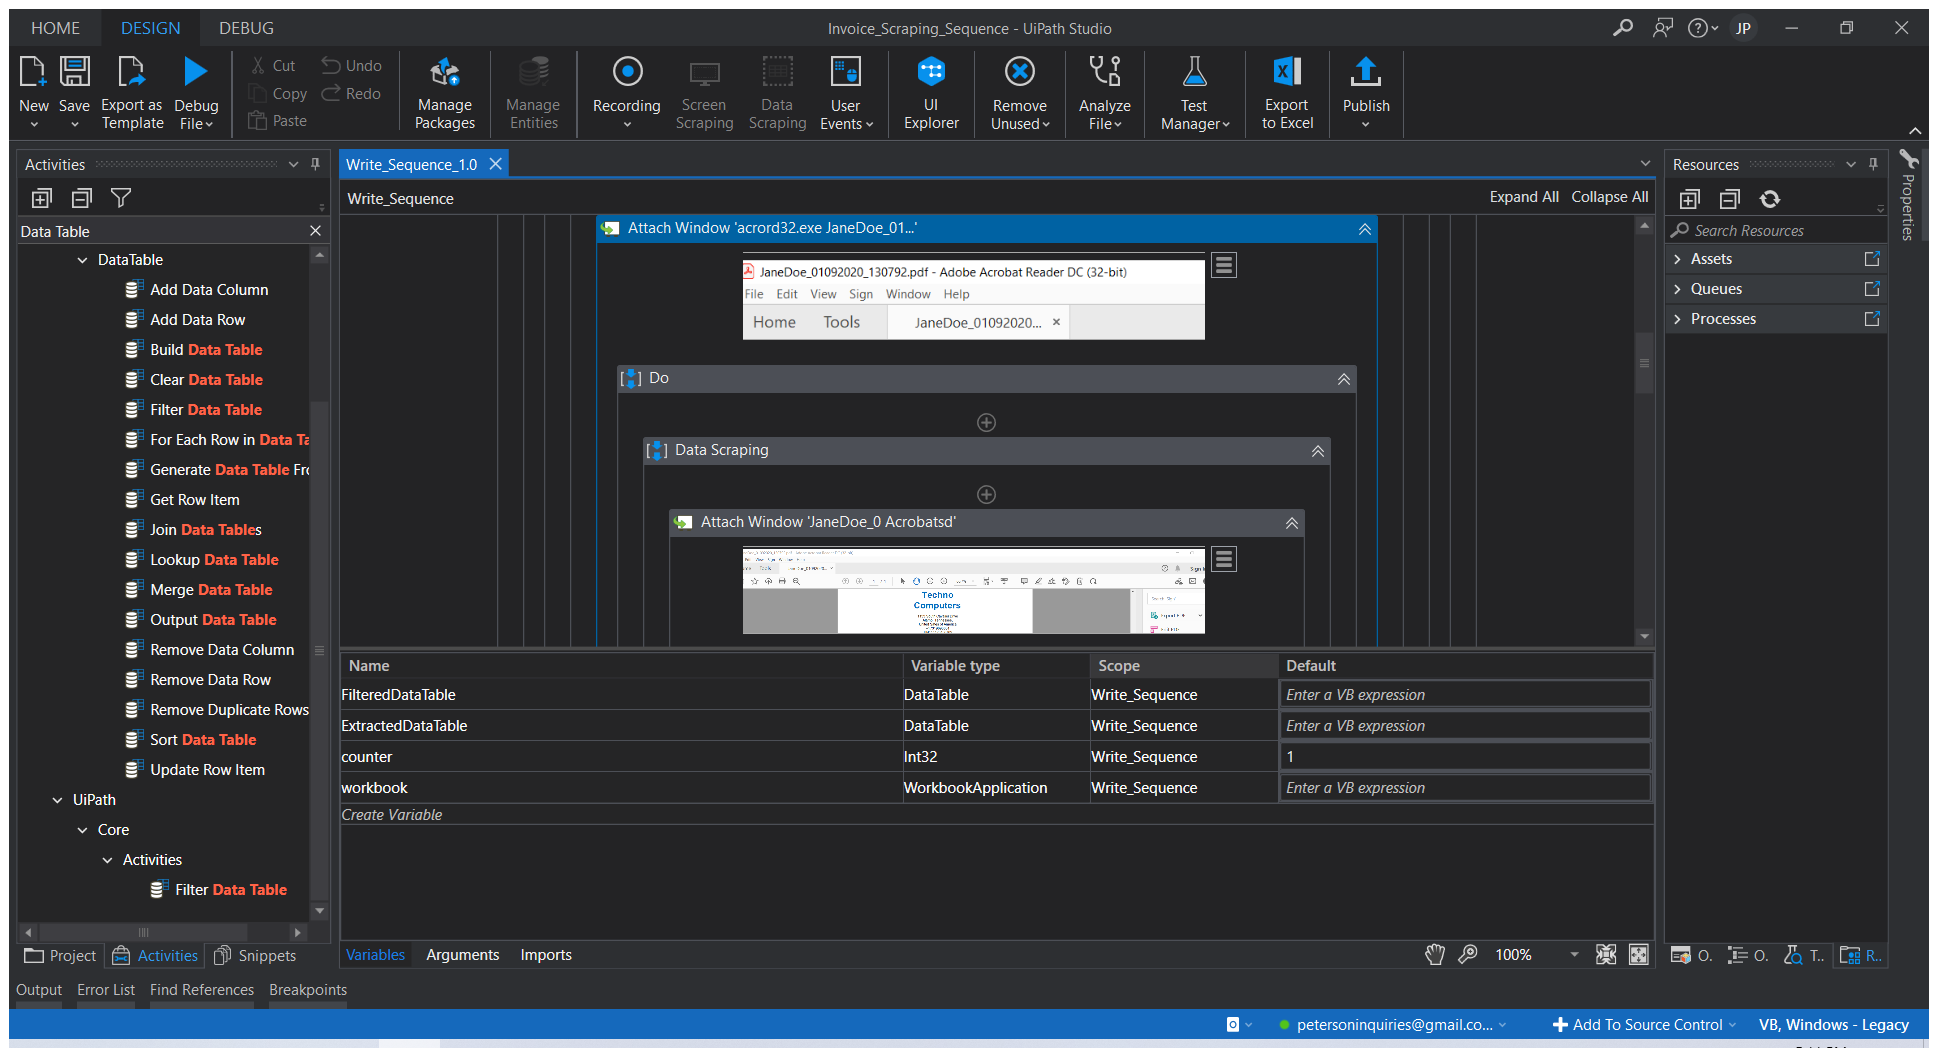 HOME DESIGN DEBUG
Invoice_Scraping_Sequence - UiPath Studio
JP
New
Save
Export as
Template
Debug
File
Cut
Copy
Paste
Undo
Redo
Manage
Packages
Manage
Entities
Recording
Screen
Scraping
Data
Scraping
User
Events
UI
Explorer
Remove
Unused
Analyze
File
Test
Manager
Export
to Excel
Publish
Activities
Data Table
DataTable
Add Data Column
Add Data Row
Build Data Table
Clear Data Table
Filter Data Table
For Each Row in Data Ta
Generate Data Table Fro
Get Row Item
Join Data Tables
Lookup Data Table
Merge Data Table
Output Data Table
Remove Data Column
Remove Data Row
Remove Duplicate Rows
Sort Data Table
Update Row Item
UiPath
Core
Activities
Filter Data Table
Project Activities Snippets
Write_Sequence_1.0
Write_Sequence
Expand All Collapse All
Attach Window 'acrord32.exe JaneDoe_01...'
JaneDoe_01092020_130792.pdf - Adobe Acrobat Reader DC (32-bit)
File Edit View Sign Window Help
Home Tools JaneDoe_01092020... ×
Do
Data Scraping
Attach Window 'JaneDoe_0 Acrobatsd'
Techno
Computers
Name Variable type Scope Default
FilteredDataTable DataTable Write_Sequence Enter a VB expression
ExtractedDataTable DataTable Write_Sequence Enter a VB expression
counter Int32 Write_Sequence 1
workbook WorkbookApplication Write_Sequence Enter a VB expression
Create Variable
Variables Arguments Imports
100%
Resources
Search Resources
Assets
Queues
Processes
Properties
O. O. T.. R..
Output Error List Find References Breakpoints
petersoninquiries@gmail.co...
Add To Source Control
VB, Windows - Legacy